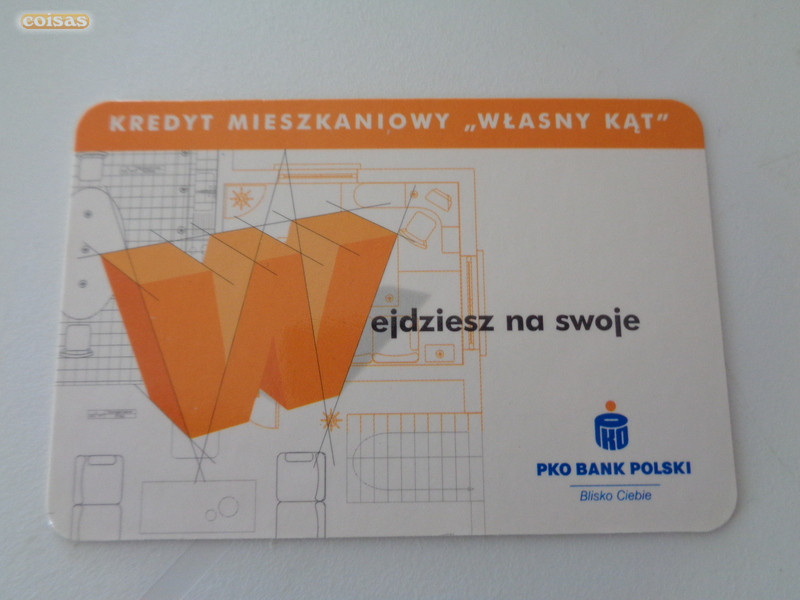 coisas
KREDYT MIESZKANIOWY „WŁASNY KĄT”
Wejdziesz na swoje
PKO
PKO BANK POLSKI
Blisko Ciebie